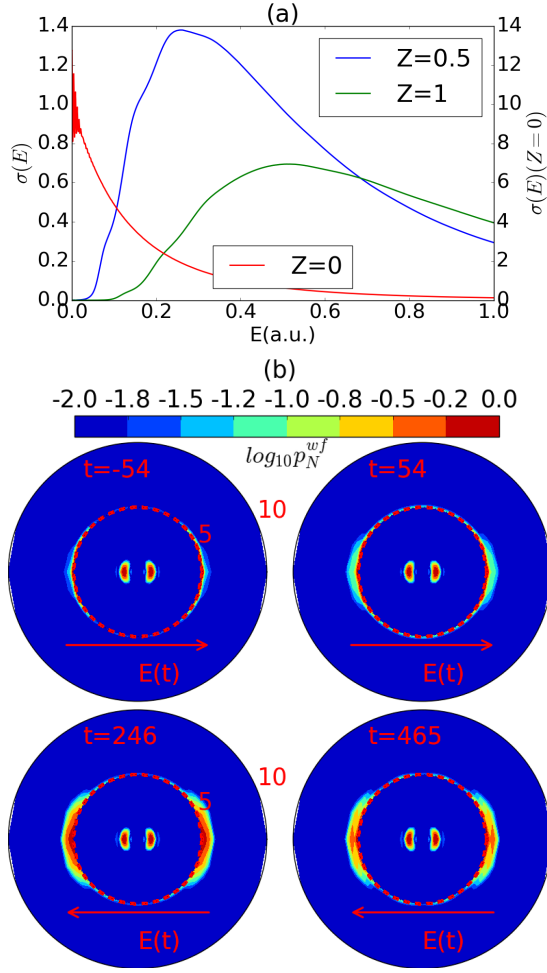 (a)
1.4
1.2
1.0
0.8
0.6
0.4
0.2
0.0
σ(E)
14
12
10
8
6
4
2
0
σ(E)(Z=0)
Z=0.5
Z=1
Z=0
0.0 0.2 0.4 0.6 0.8 1.0
E(a.u.)
(b)
-2.0 -1.8 -1.5 -1.2 -1.0 -0.8 -0.5 -0.2 0.0
log₁₀p_N^{wf}
t=-54
5
10
E(t)
t=54
E(t)
t=246
5
10
E(t)
t=465
E(t)